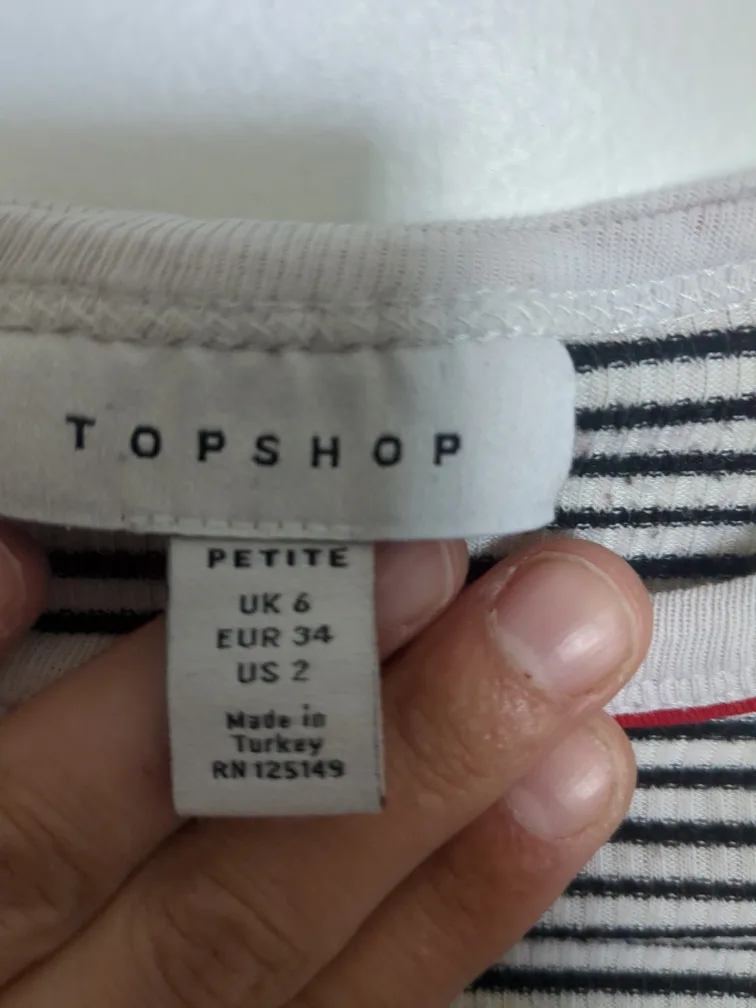 TOPSHOP
PETITE
UK 6
EUR 34
US 2
Made in
Turkey
RN 125149